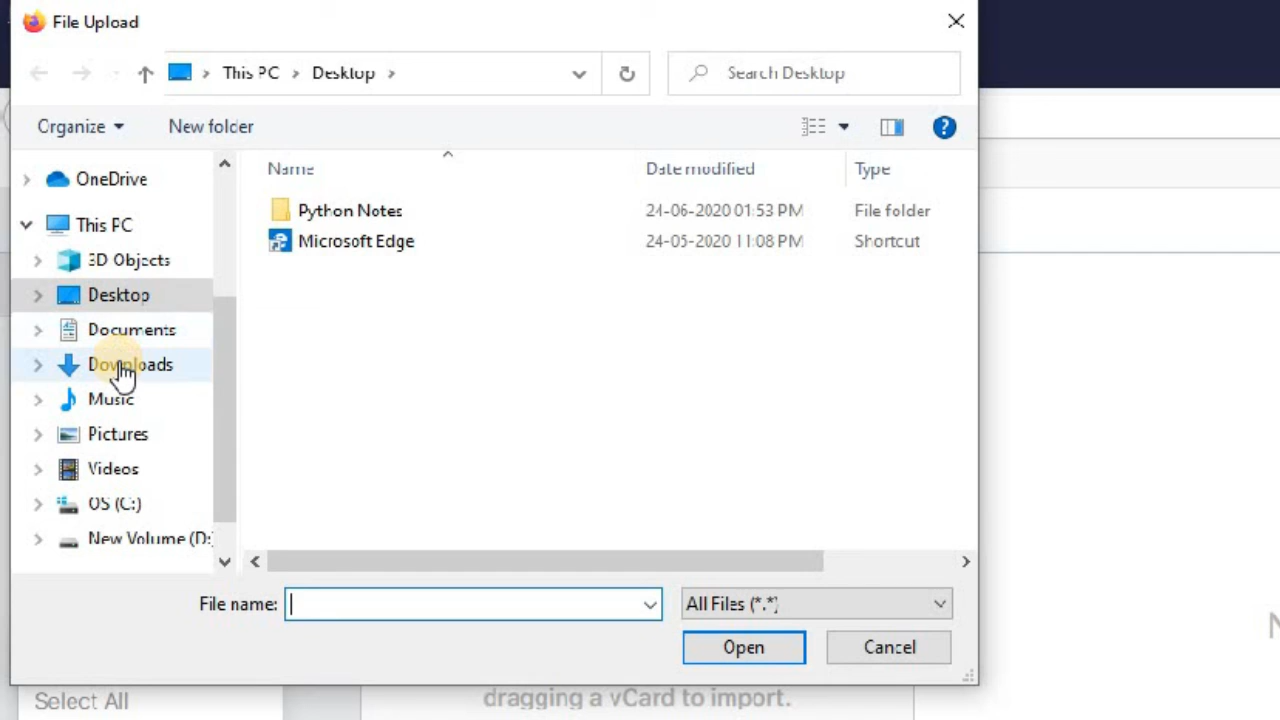 File Upload
This PC > Desktop >
Search Desktop
Organize
New folder
Name
Date modified
Type
OneDrive
This PC
3D Objects
Desktop
Documents
Downloads
Music
Pictures
Videos
OS (C:)
New Volume (D:
Python Notes
24-06-2020 01:53 PM
File folder
Microsoft Edge
24-05-2020 11:08 PM
Shortcut
File name:
All Files (*.*)
Open
Cancel
Select All
dragging a vCard to import.
N